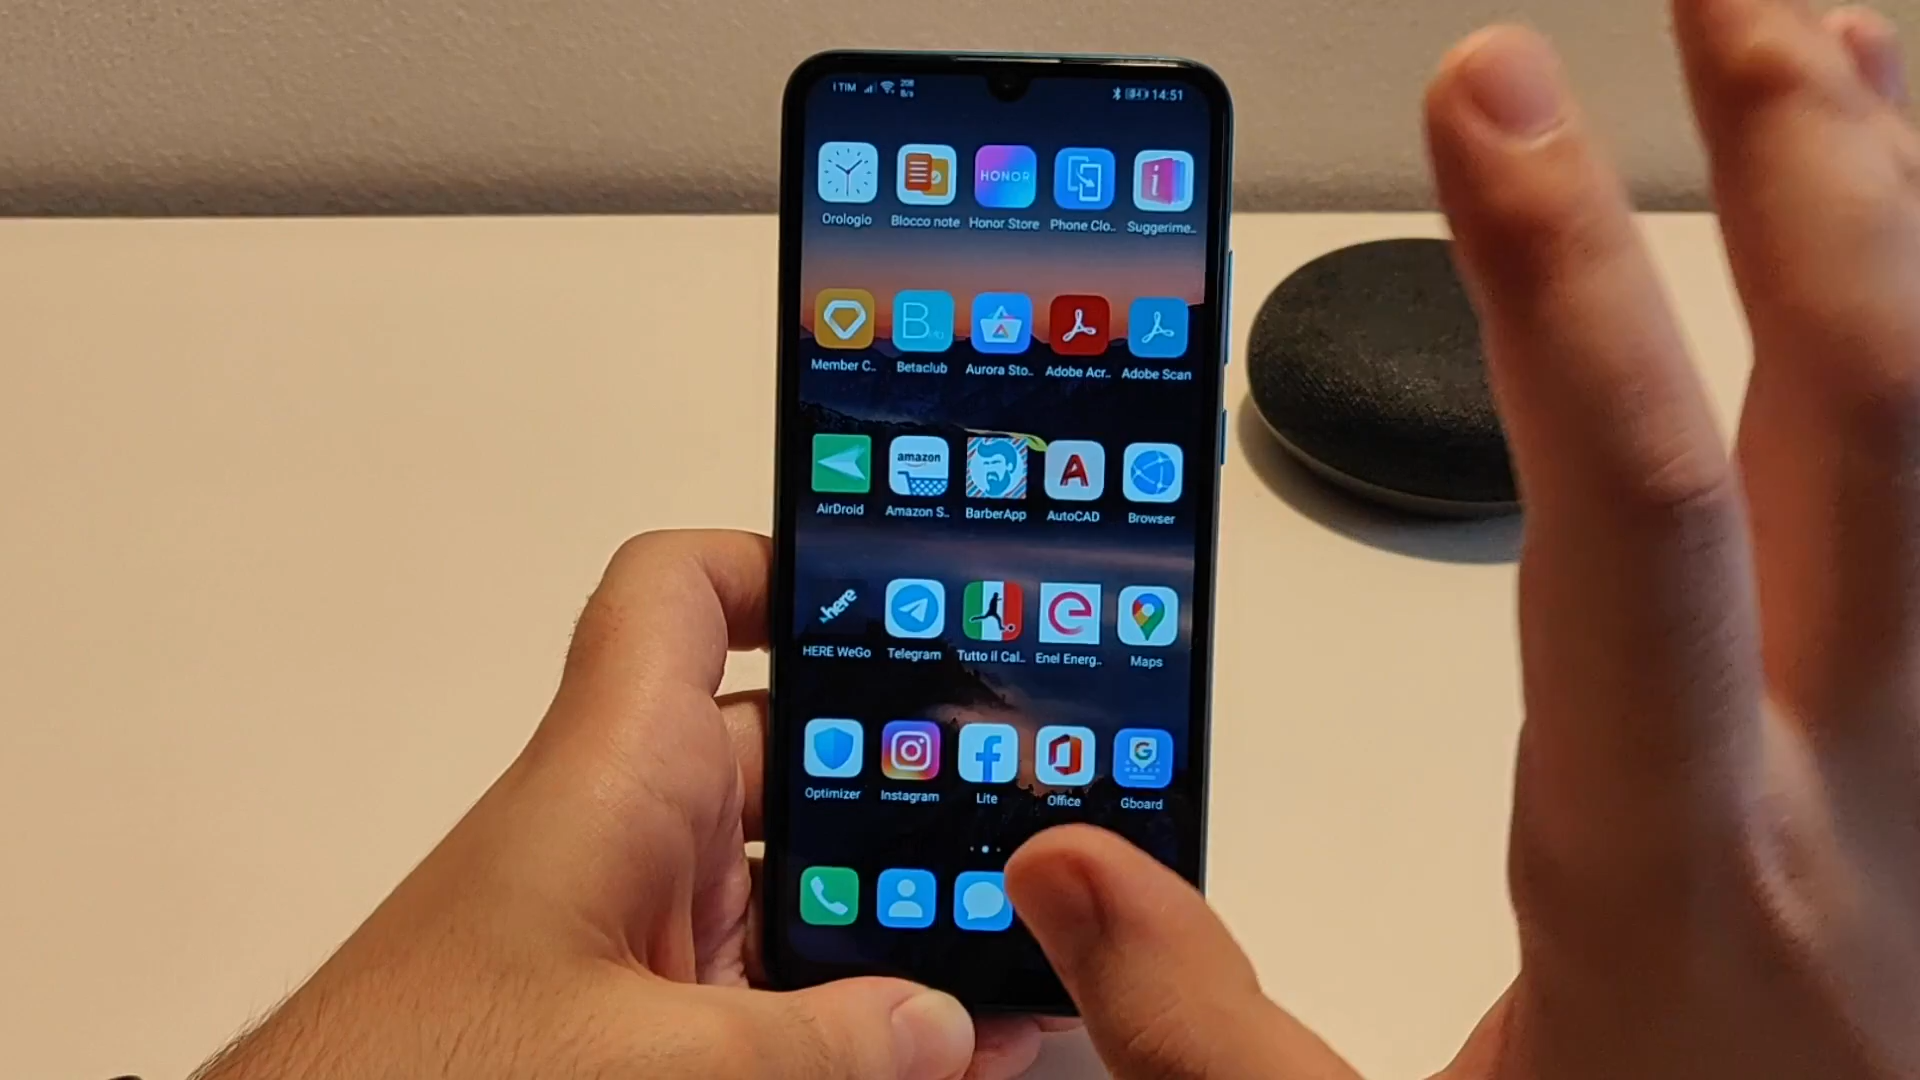 TIM 208 B/s 84 14:51
HONOR
Orologio Blocco note Honor Store Phone Clo.. Suggerime..
B
Member C.. Betaclub Aurora Sto.. Adobe Acr.. Adobe Scan
amazon A
AirDroid Amazon S.. BarberApp AutoCAD Browser
here
HERE WeGo Telegram Tutto il Cal.. Enel Energ.. Maps
G
Optimizer Instagram Lite Office Gboard